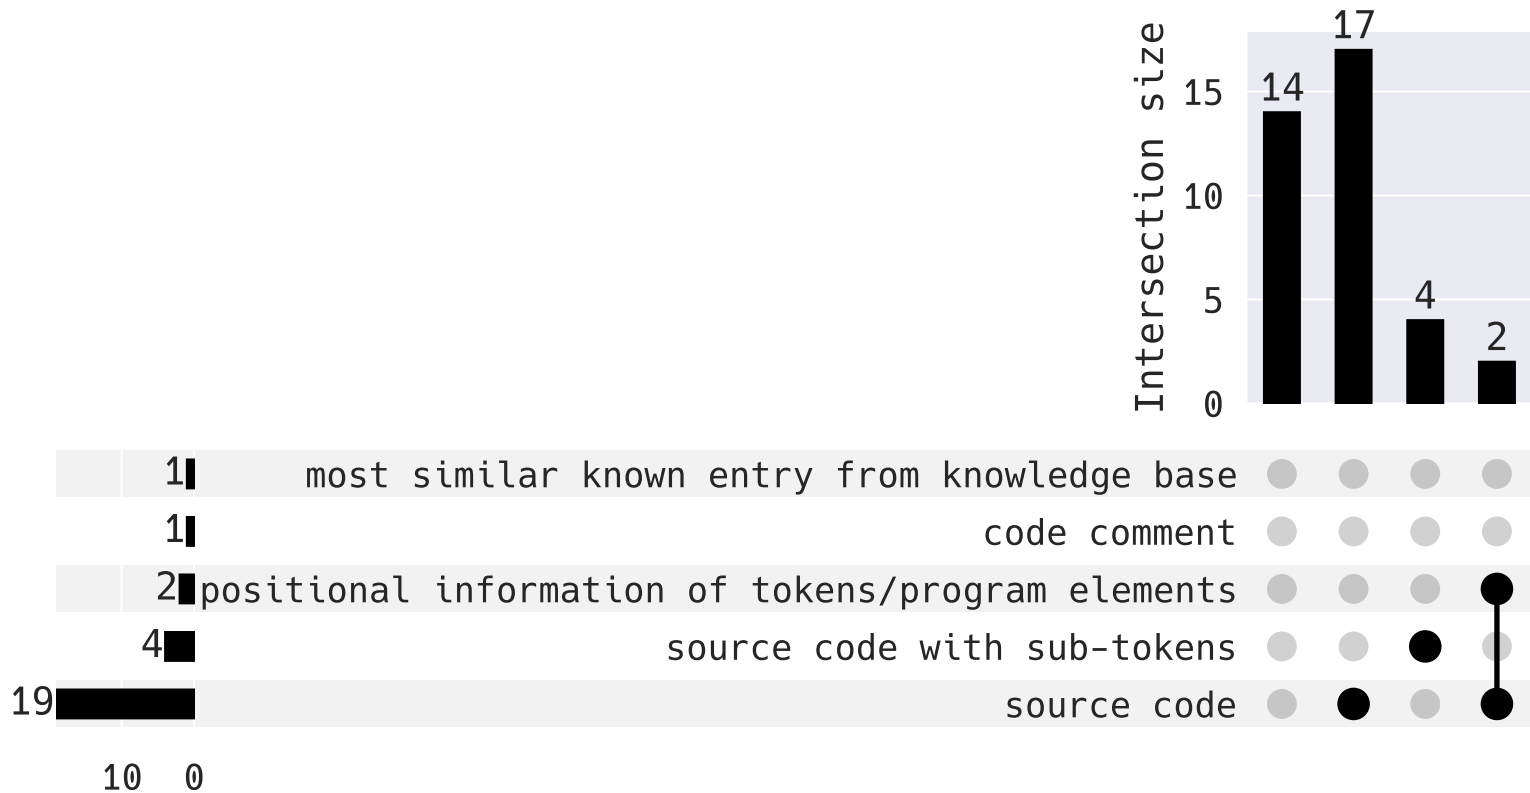 17
14
4
2
Intersection size
15
10
5
0
1 most similar known entry from knowledge base
1 code comment
2 positional information of tokens/program elements
4 source code with sub-tokens
19 source code
10 0